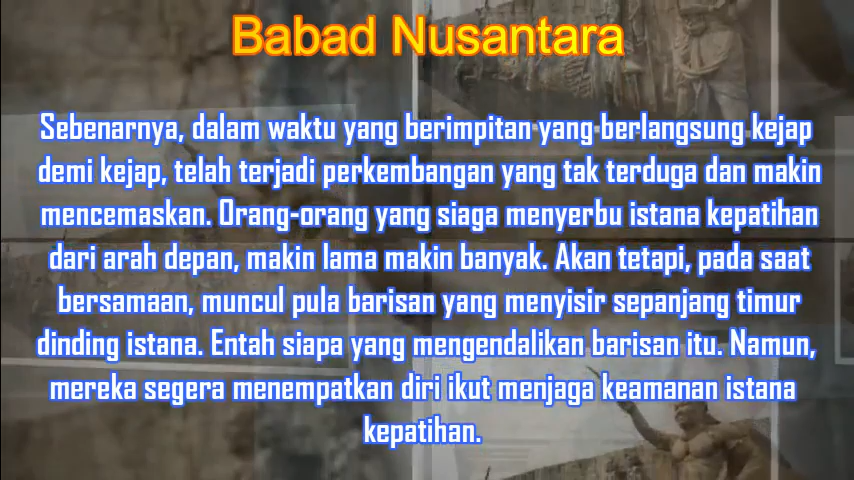 Babad Nusantara
Sebenarnya, dalam waktu yang berimpitan yang berlangsung kejap
demi kejap, telah terjadi perkembangan yang tak terduga dan makin
mencemaskan. Orang-orang yang siaga menyerbu istana kepatihan
dari arah depan, makin lama makin banyak. Akan tetapi, pada saat
bersamaan, muncul pula barisan yang menyisir sepanjang timur
dinding istana. Entah siapa yang mengendalikan barisan itu. Namun,
mereka segera menempatkan diri ikut menjaga keamanan istana
kepatihan.